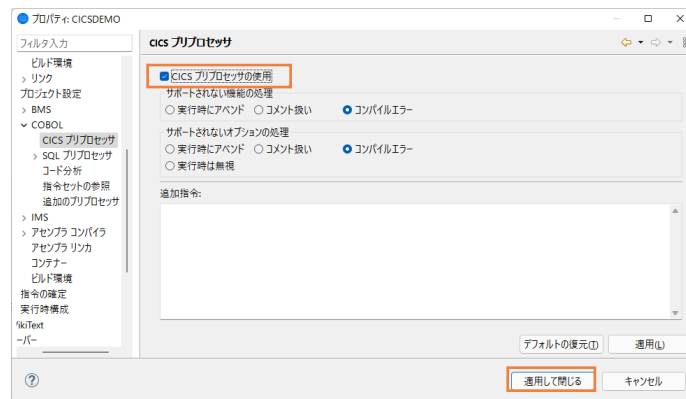 プロパティ: CICSDEMO
フィルタ入力
CICS プリプロセッサ
ビルド環境
リンク
プロジェクト設定
BMS
COBOL
CICS プリプロセッサ
SQL プリプロセッサ
コード分析
指令セットの参照
追加のプリプロセッサ
IMS
アセンブラ コンパイラ
アセンブラ リンカ
コンテナー
ビルド環境
指令の確定
実行時構成
ikiText
ーバー
CICS プリプロセッサの使用
サポートされない機能の処理
実行時にアベンド コメント扱い コンパイルエラー
サポートされないオプションの処理
実行時にアベンド コメント扱い コンパイルエラー
実行時は無視
追加指令:
デフォルトの復元(T) 適用(L)
適用して閉じる キャンセル